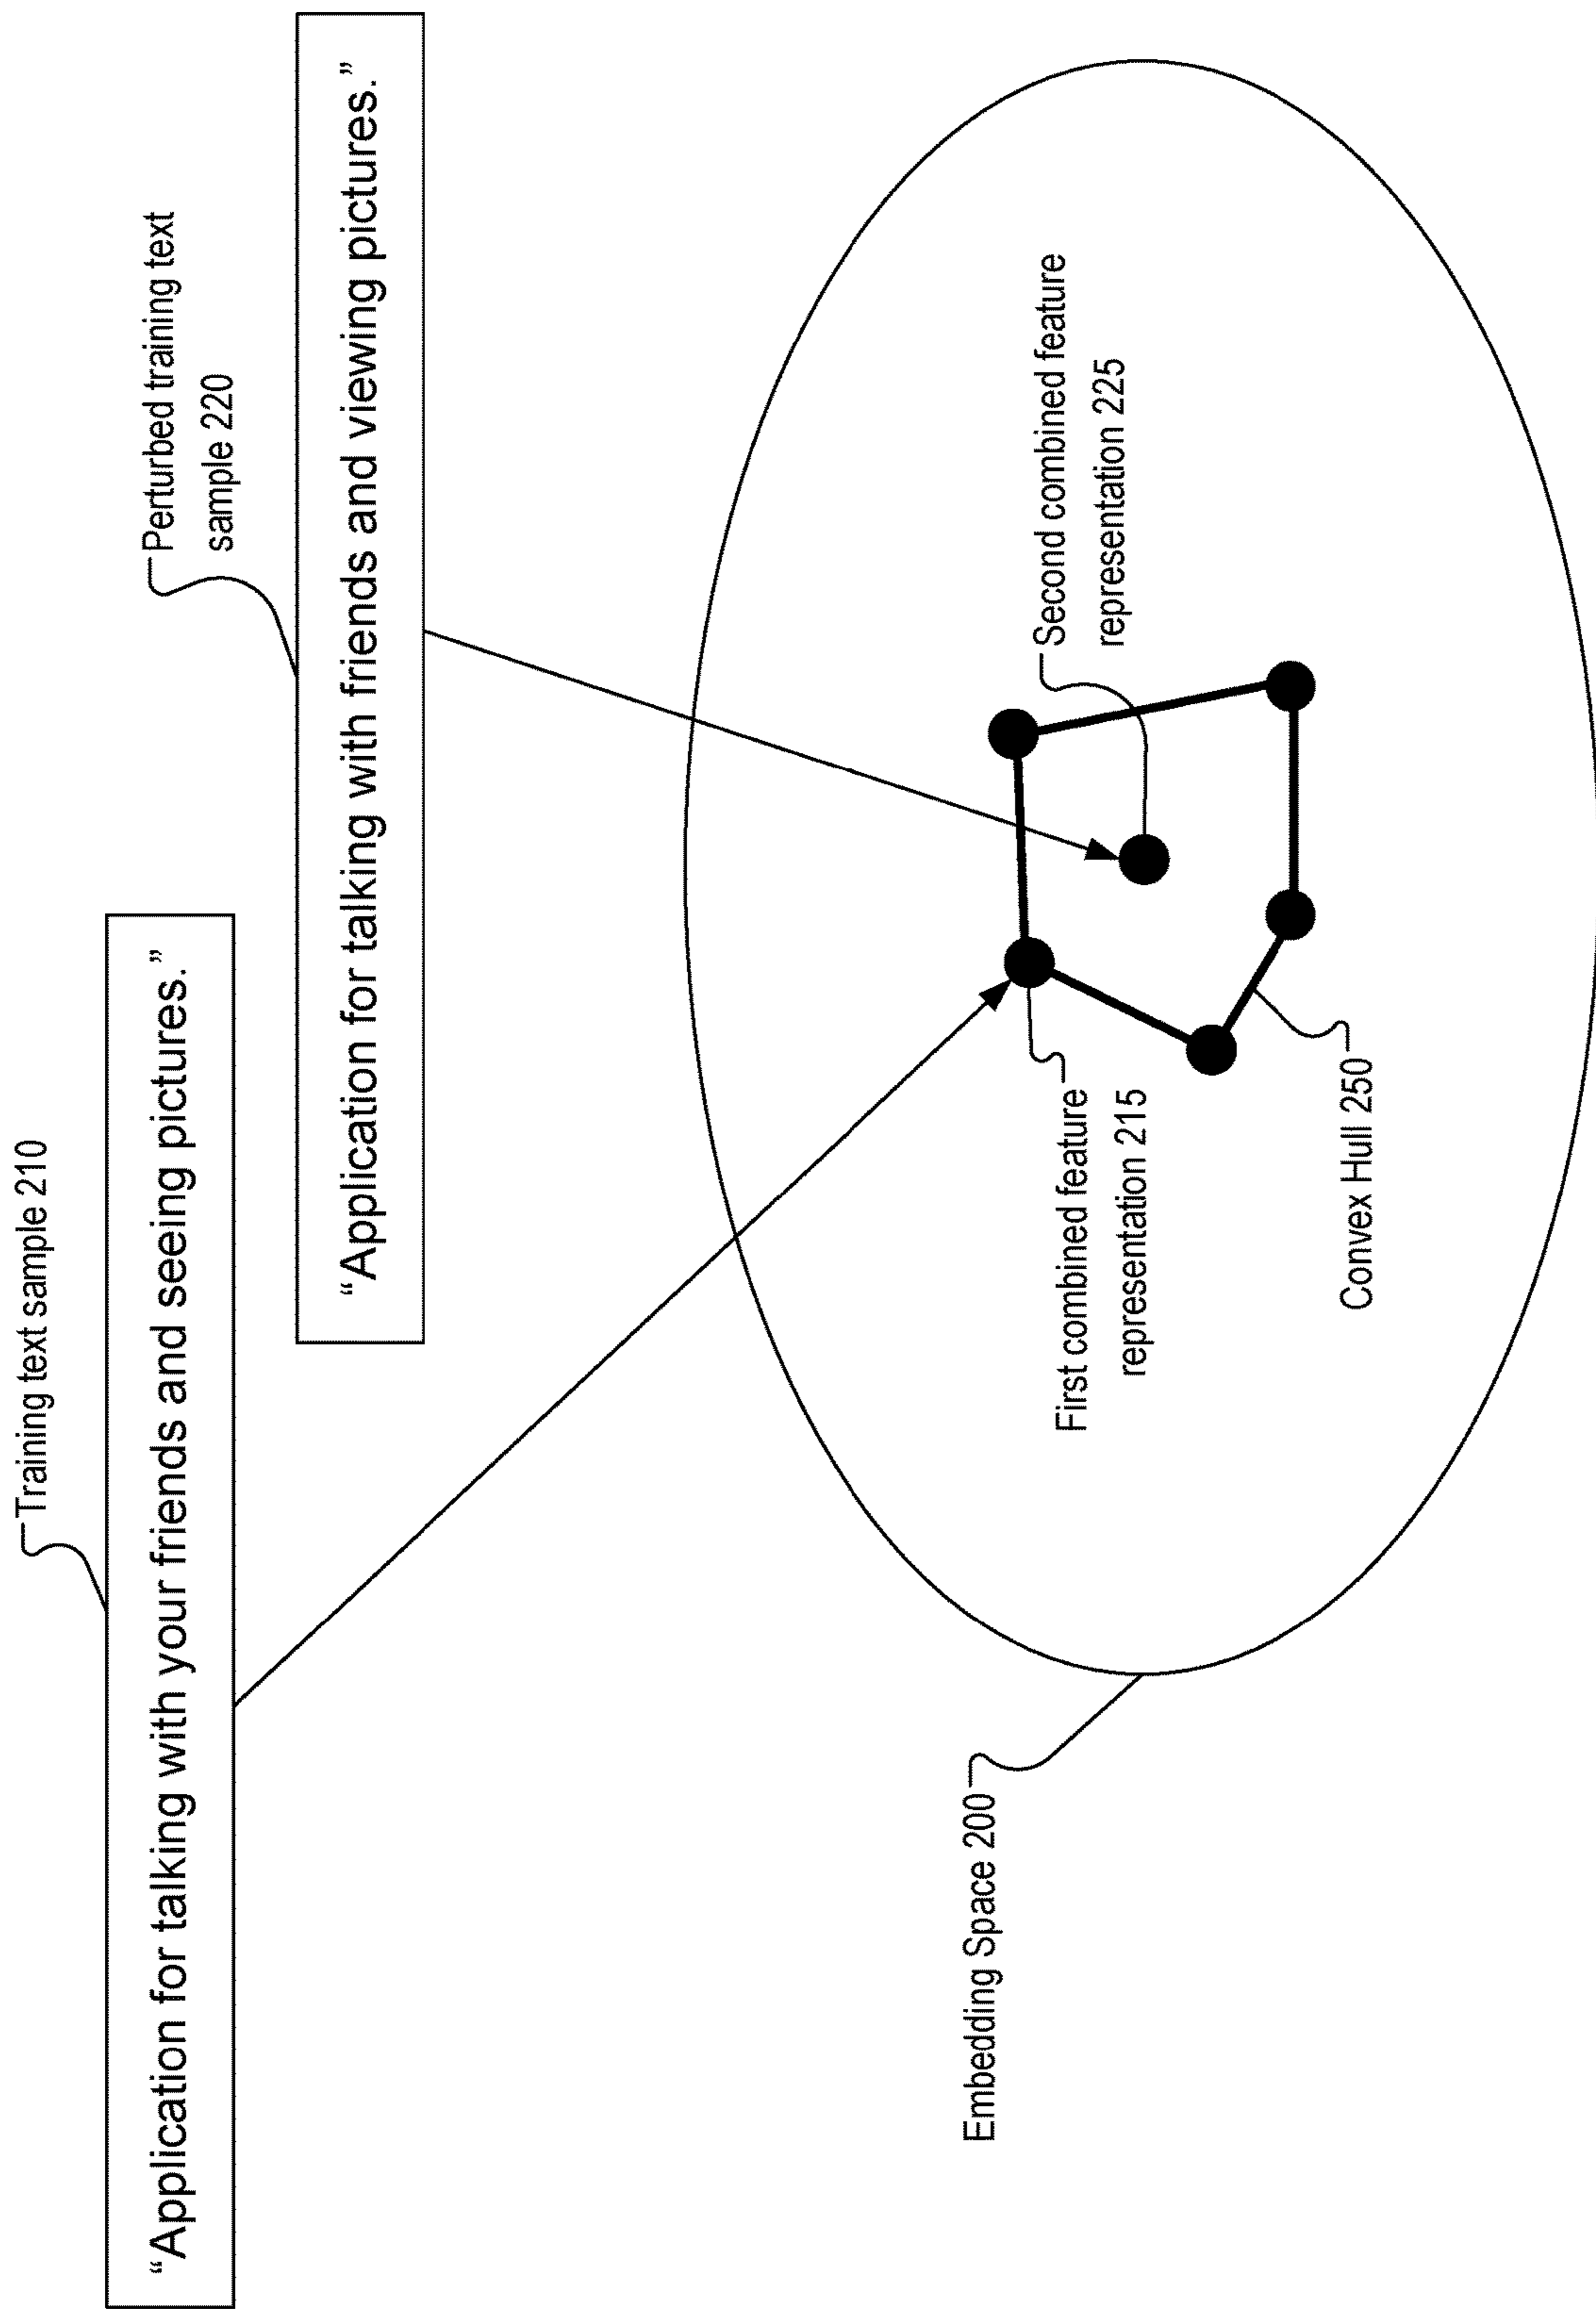 Training text sample 210
“Application for talking with your friends and seeing pictures.”
Perturbed training text
sample 220
“Application for talking with friends and viewing pictures.”
Embedding Space 200
First combined feature
representation 215
Second combined feature
representation 225
Convex Hull 250